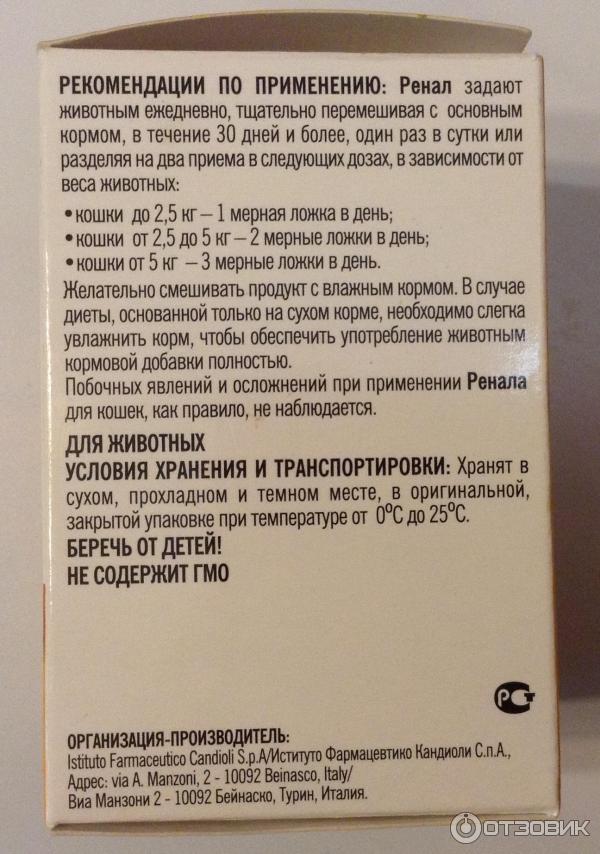 РЕКОМЕНДАЦИИ ПО ПРИМЕНЕНИЮ: Ренал задают
животным ежедневно, тщательно перемешивая с основным
кормом, в течение 30 дней и более, один раз в сутки или
разделяя на два приема в следующих дозах, в зависимости от
веса животных:
• кошки до 2,5 кг – 1 мерная ложка в день;
• кошки от 2,5 до 5 кг – 2 мерные ложки в день;
• кошки от 5 кг – 3 мерные ложки в день.
Желательно смешивать продукт с влажным кормом. В случае
диеты, основанной только на сухом корме, необходимо слегка
увлажнить корм, чтобы обеспечить употребление животным
кормовой добавки полностью.
Побочных явлений и осложнений при применении Ренала
для кошек, как правило, не наблюдается.
ДЛЯ ЖИВОТНЫХ
УСЛОВИЯ ХРАНЕНИЯ И ТРАНСПОРТИРОВКИ: Хранят в
сухом, прохладном и темном месте, в оригинальной,
закрытой упаковке при температуре от 0°С до 25°С.
БЕРЕЧЬ ОТ ДЕТЕЙ!
НЕ СОДЕРЖИТ ГМО
РСТ
ОРГАНИЗАЦИЯ-ПРОИЗВОДИТЕЛЬ:
Istituto Farmaceutico Candioli S.p.A/Иституто Фармацевтико Кандиоли С.п.А.,
Адрес: via A. Manzoni, 2 - 10092 Beinasco, Italy/
Виа Манзони 2 - 10092 Бейнаско, Турин, Италия.
ОТЗОВИК